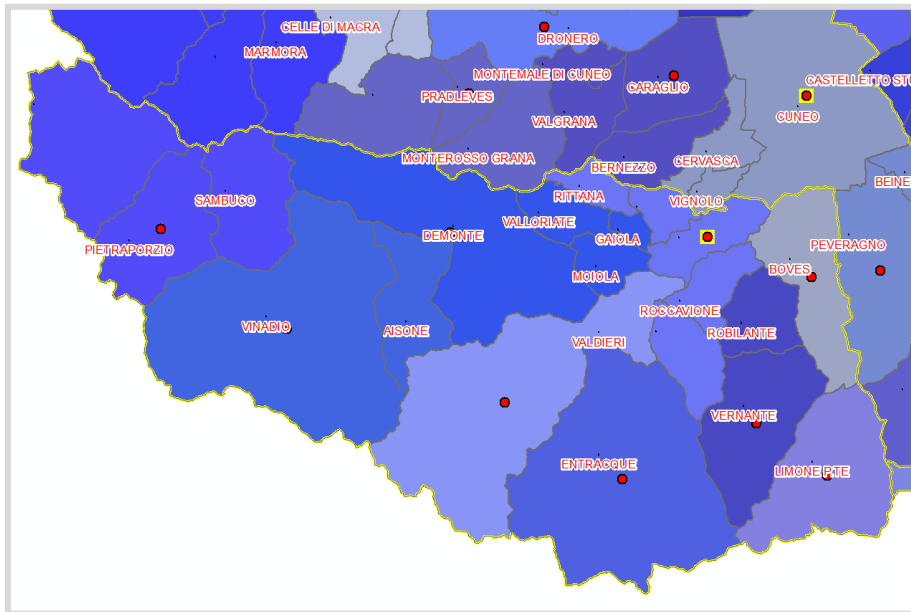 CELLE DI MACRA
DRONERO
MARMORA
MONTEMALE DI CUNEO
CASTELLETTO STU
CARAGLIO
PRADLEVES
CUNEO
VALGRANA
MONTEROSSO GRANA
CERVASCA
BERNEZZO
BEINE
RITTANA
SAMBUCO
VIGNOLO
VALLORIATE
DEMONTE
GAIOLA
PEVERAGNO
PIETRAPORZIO
MOIOLA
BOVES
ROCCAVIONE
VINADIO
AISONE
ROBILANTE
VALDIERI
VERNANTE
ENTRACQUE
LIMONE P.TE